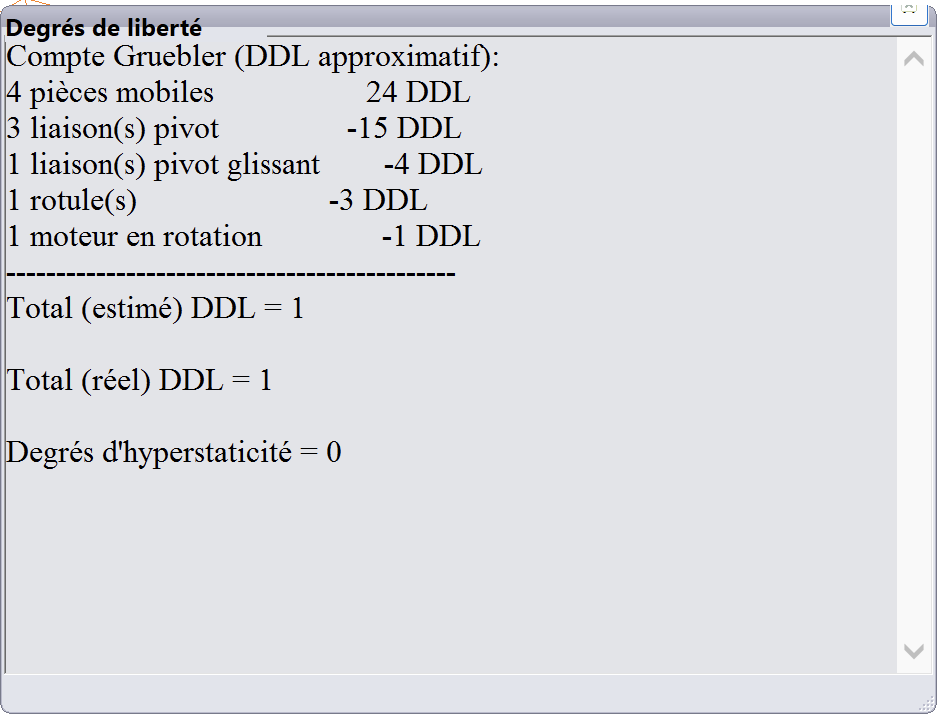 Degrés de liberté
Compte Gruebler (DDL approximatif):
4 pièces mobiles 24 DDL
3 liaison(s) pivot -15 DDL
1 liaison(s) pivot glissant -4 DDL
1 rotule(s) -3 DDL
1 moteur en rotation -1 DDL
---------------------------------------------
Total (estimé) DDL = 1
Total (réel) DDL = 1
Degrés d'hyperstaticité = 0